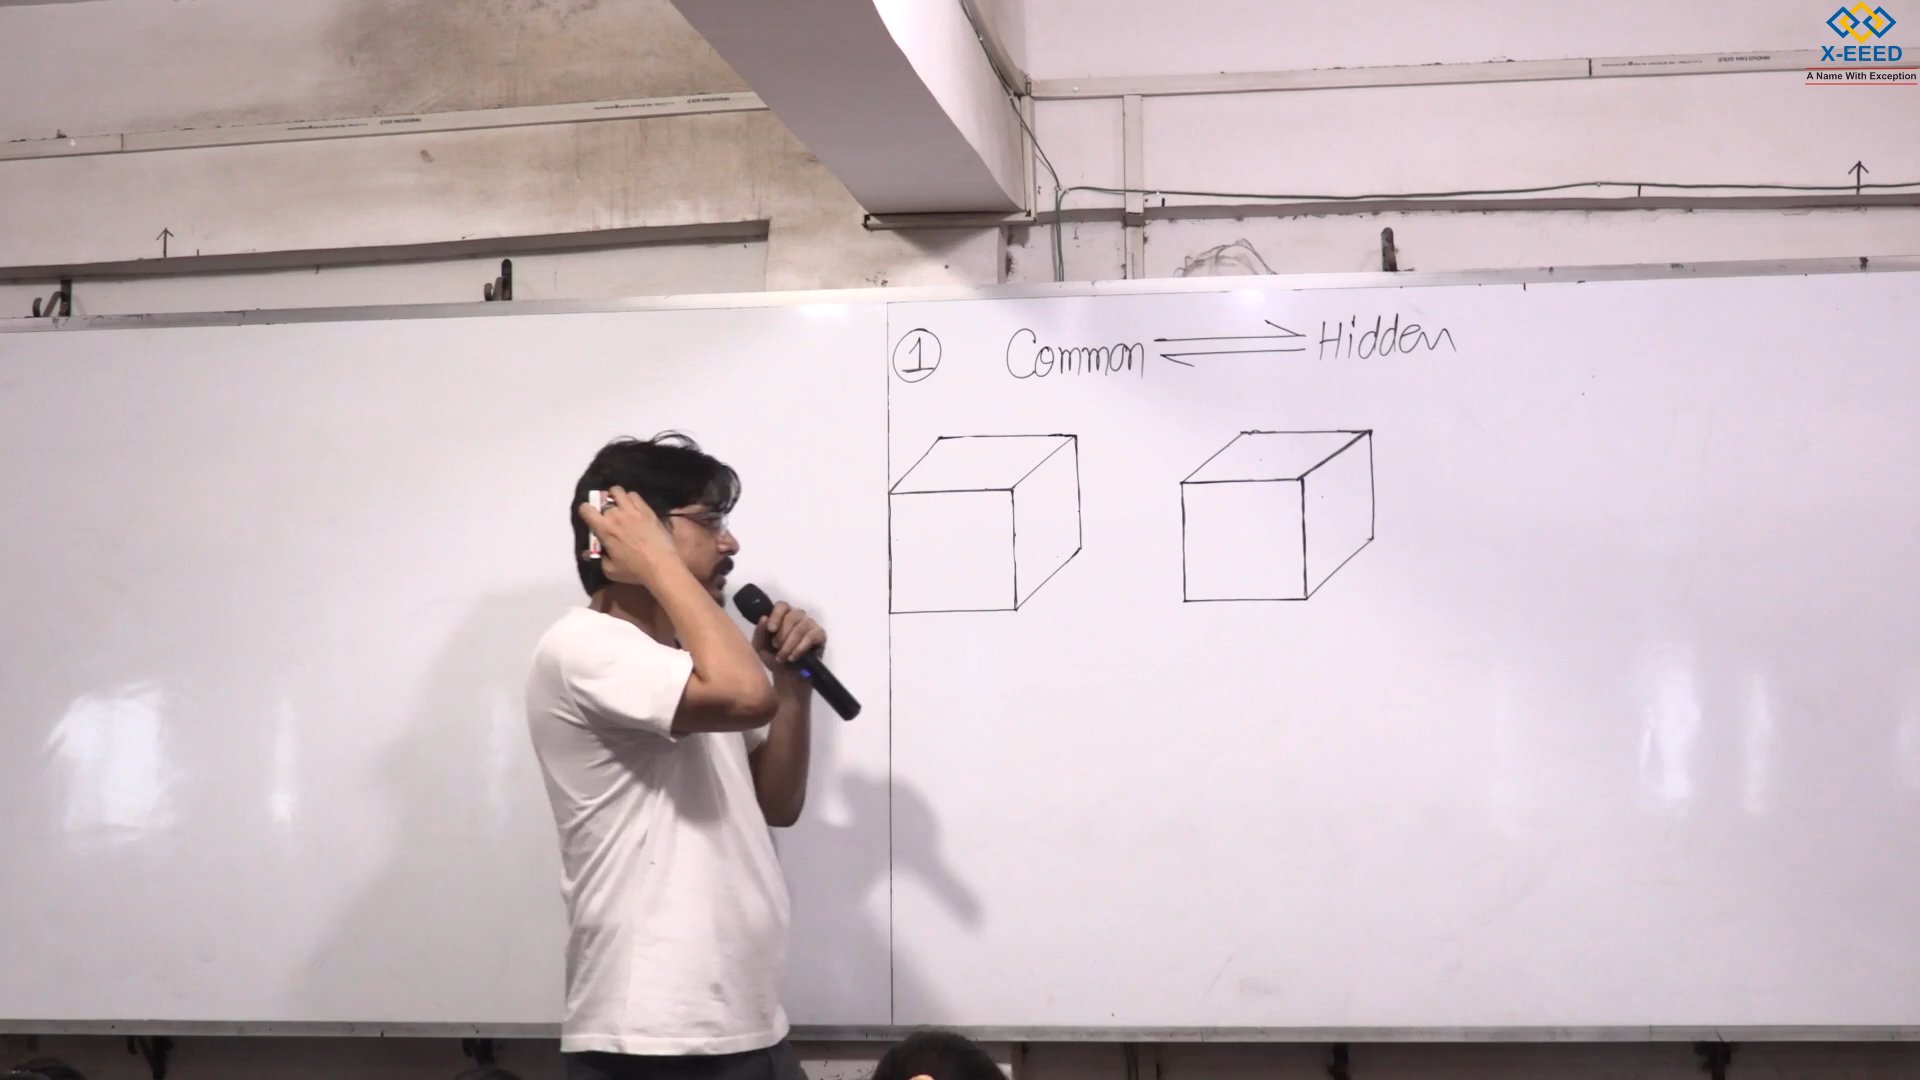 X-EEED
A Name With Exception
1 Common ⇌ Hidden